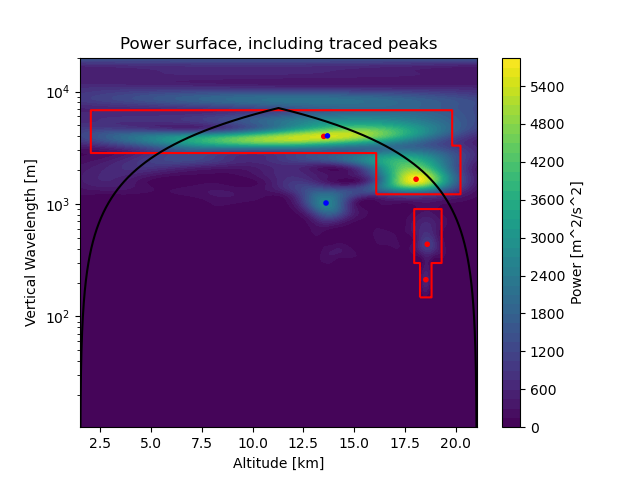 Power surface, including traced peaks
10^4
10^3
10^2
Vertical Wavelength [m]
2.5 5.0 7.5 10.0 12.5 15.0 17.5 20.0
Altitude [km]
5400
4800
4200
3600
3000
2400
1800
1200
600
0
Power [m^2/s^2]